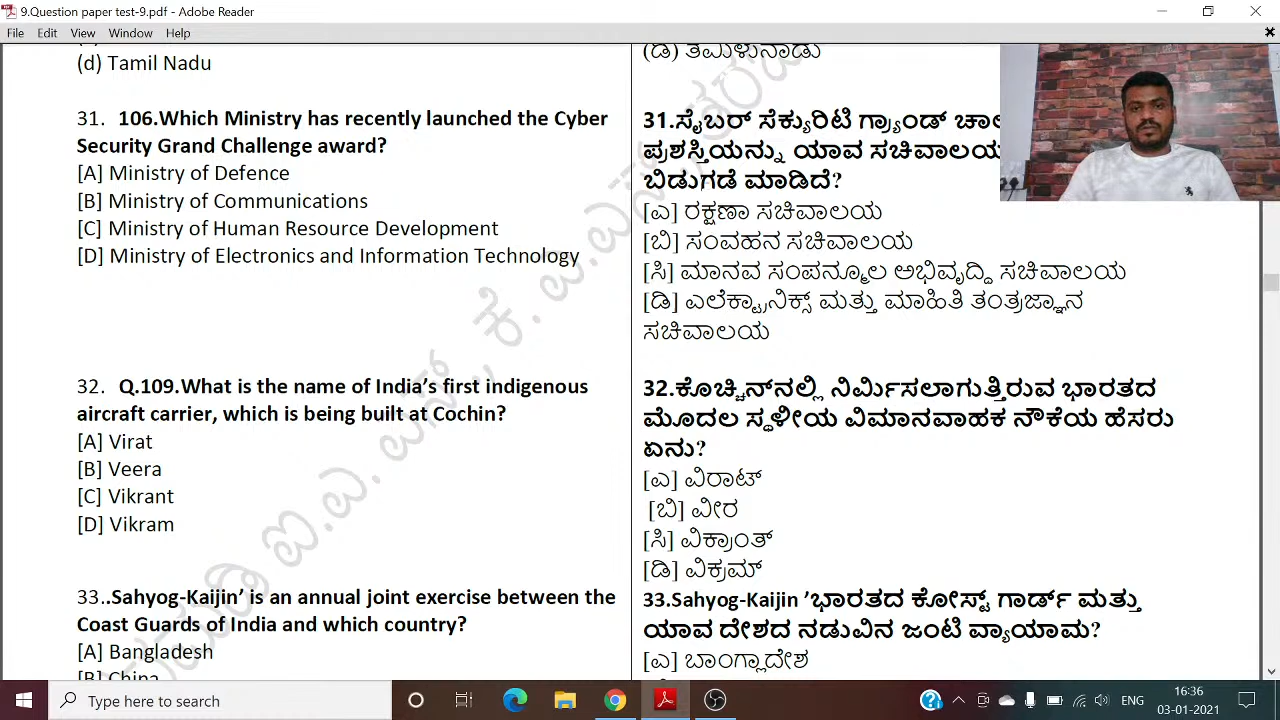 9.Question paper test-9.pdf - Adobe Reader
File Edit View Window Help
(d) Tamil Nadu
31. 106.Which Ministry has recently launched the Cyber
Security Grand Challenge award?
[A] Ministry of Defence
[B] Ministry of Communications
[C] Ministry of Human Resource Development
[D] Ministry of Electronics and Information Technology
32. Q.109.What is the name of India’s first indigenous
aircraft carrier, which is being built at Cochin?
[A] Virat
[B] Veera
[C] Vikrant
[D] Vikram
33..Sahyog-Kaijin’ is an annual joint exercise between the
Coast Guards of India and which country?
[A] Bangladesh
[B] China
(ಡಿ) ತಮಿಳುನಾಡು
31.ಸೈಬರ್ ಸೆಕ್ಯುರಿಟಿ ಗ್ರ್ಯಾಂಡ್
ಪ್ರಶಸ್ತಿಯನ್ನು ಯಾವ ಸಚಿವಾಲಯ
ಬಿಡುಗಡೆ ಮಾಡಿದೆ?
[ಎ] ರಕ್ಷಣಾ ಸಚಿವಾಲಯ
[ಬಿ] ಸಂವಹನ ಸಚಿವಾಲಯ
[ಸಿ] ಮಾನವ ಸಂಪನ್ಮೂಲ ಅಭಿವೃದ್ಧಿ ಸಚಿವಾಲಯ
[ಡಿ] ಎಲೆಕ್ಟ್ರಾನಿಕ್ಸ್ ಮತ್ತು ಮಾಹಿತಿ ತಂತ್ರಜ್ಞಾನ
ಸಚಿವಾಲಯ
32.ಕೊಚ್ಚಿನ್‌ನಲ್ಲಿ ನಿರ್ಮಿಸಲಾಗುತ್ತಿರುವ ಭಾರತದ
ಮೊದಲ ಸ್ಥಳೀಯ ವಿಮಾನವಾಹಕ ನೌಕೆಯ ಹೆಸರು
ಏನು?
[ಎ] ವಿರಾಟ್
[ಬಿ] ವೀರ
[ಸಿ] ವಿಕ್ರಾಂತ್
[ಡಿ] ವಿಕ್ರಮ್
33.Sahyog-Kaijin ’ಭಾರತದ ಕೋಸ್ಟ್ ಗಾರ್ಡ್ ಮತ್ತು
ಯಾವ ದೇಶದ ನಡುವಿನ ಜಂಟಿ ವ್ಯಾಯಾಮ?
[ಎ] ಬಾಂಗ್ಲಾದೇಶ
Type here to search
ENG
16:36
03-01-2021